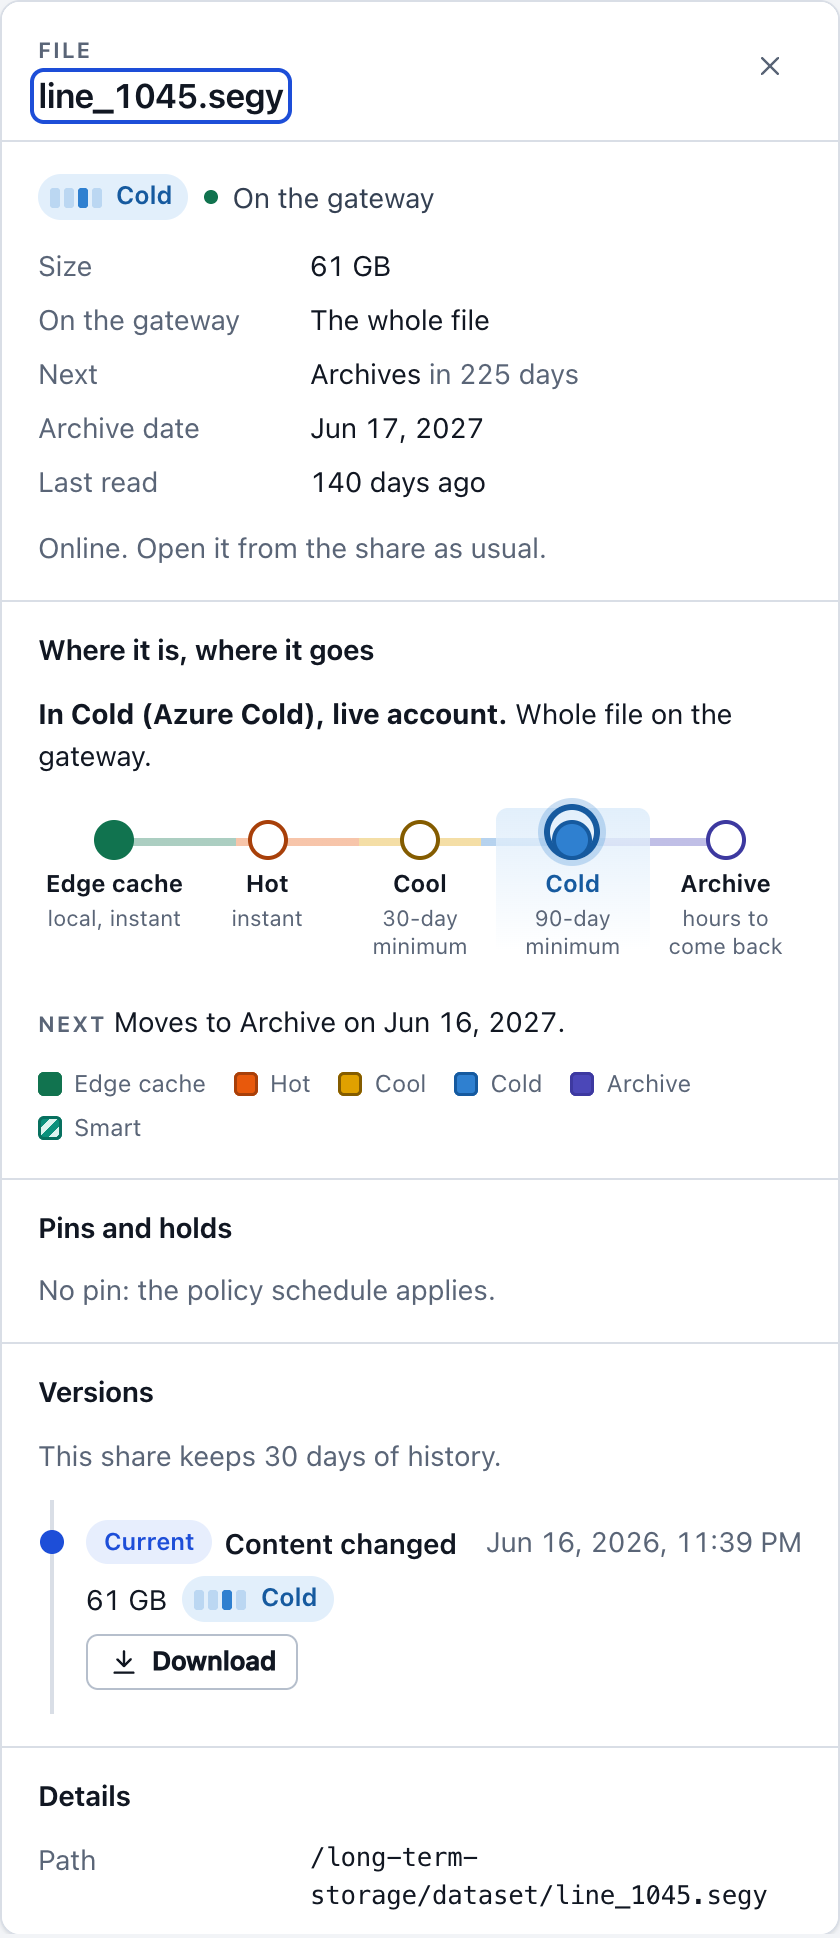 FILE
line_1045.segy
Cold
On the gateway
Size
61 GB
On the gateway
The whole file
Next
Archives in 225 days
Archive date
Jun 17, 2027
Last read
140 days ago
Online. Open it from the share as usual.
Where it is, where it goes
In Cold (Azure Cold), live account. Whole file on the
gateway.
Edge cache
local, instant
Hot
instant
Cool
30-day
minimum
Cold
90-day
minimum
Archive
hours to
come back
NEXT Moves to Archive on Jun 16, 2027.
Edge cache
Hot
Cool
Cold
Archive
Smart
Pins and holds
No pin: the policy schedule applies.
Versions
This share keeps 30 days of history.
Current
Content changed
Jun 16, 2026, 11:39 PM
61 GB
Cold
Download
Details
Path
/long-term-
storage/dataset/line_1045.segy